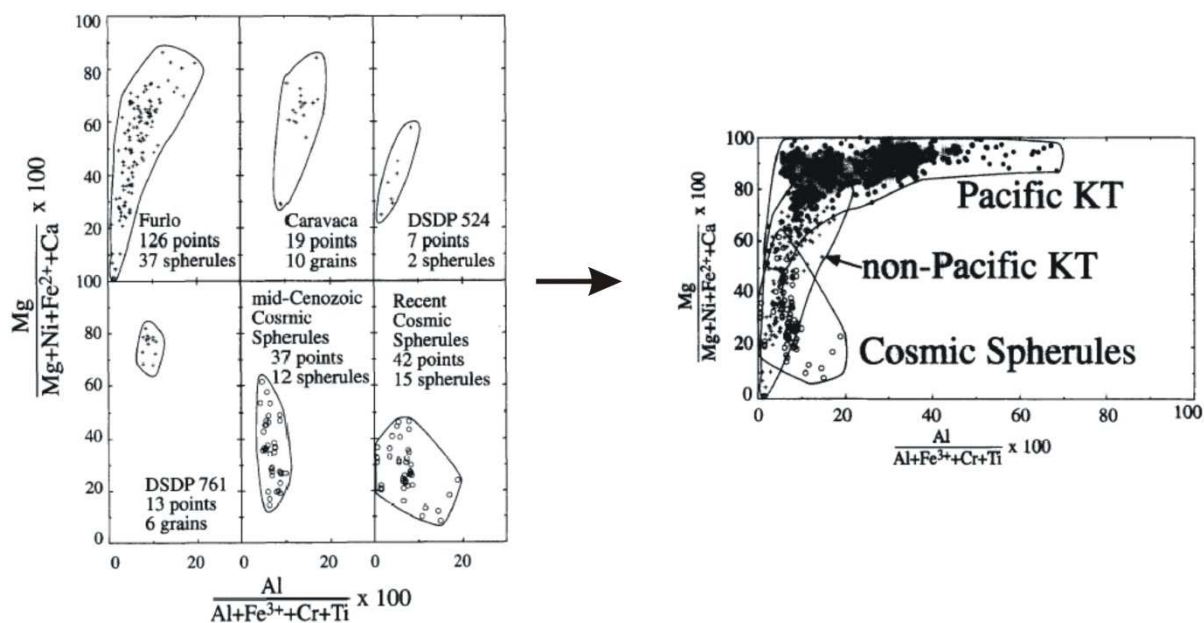 100
80
60
40
20
Furlo
126 points
37 spherules
Caravaca
19 points
10 grains
DSDP 524
7 points
2 spherules
Mg
Mg+Ni+Fe2++Ca
x 100
100
80
60
40
20
0
DSDP 761
13 points
6 grains
mid-Cenozoic
Cosmic
Spherules
37 points
12 spherules
Recent
Cosmic
Spherules
42 points
15 spherules
0 20 0 20 0 20
Al
Al+Fe3++Cr+Ti
x 100
100
80
60
40
20
0
Mg
Mg+Ni+Fe2++Ca
x 100
Pacific KT
non-Pacific KT
Cosmic Spherules
0 20 40 60 80 100
Al
Al+Fe3++Cr+Ti
x 100